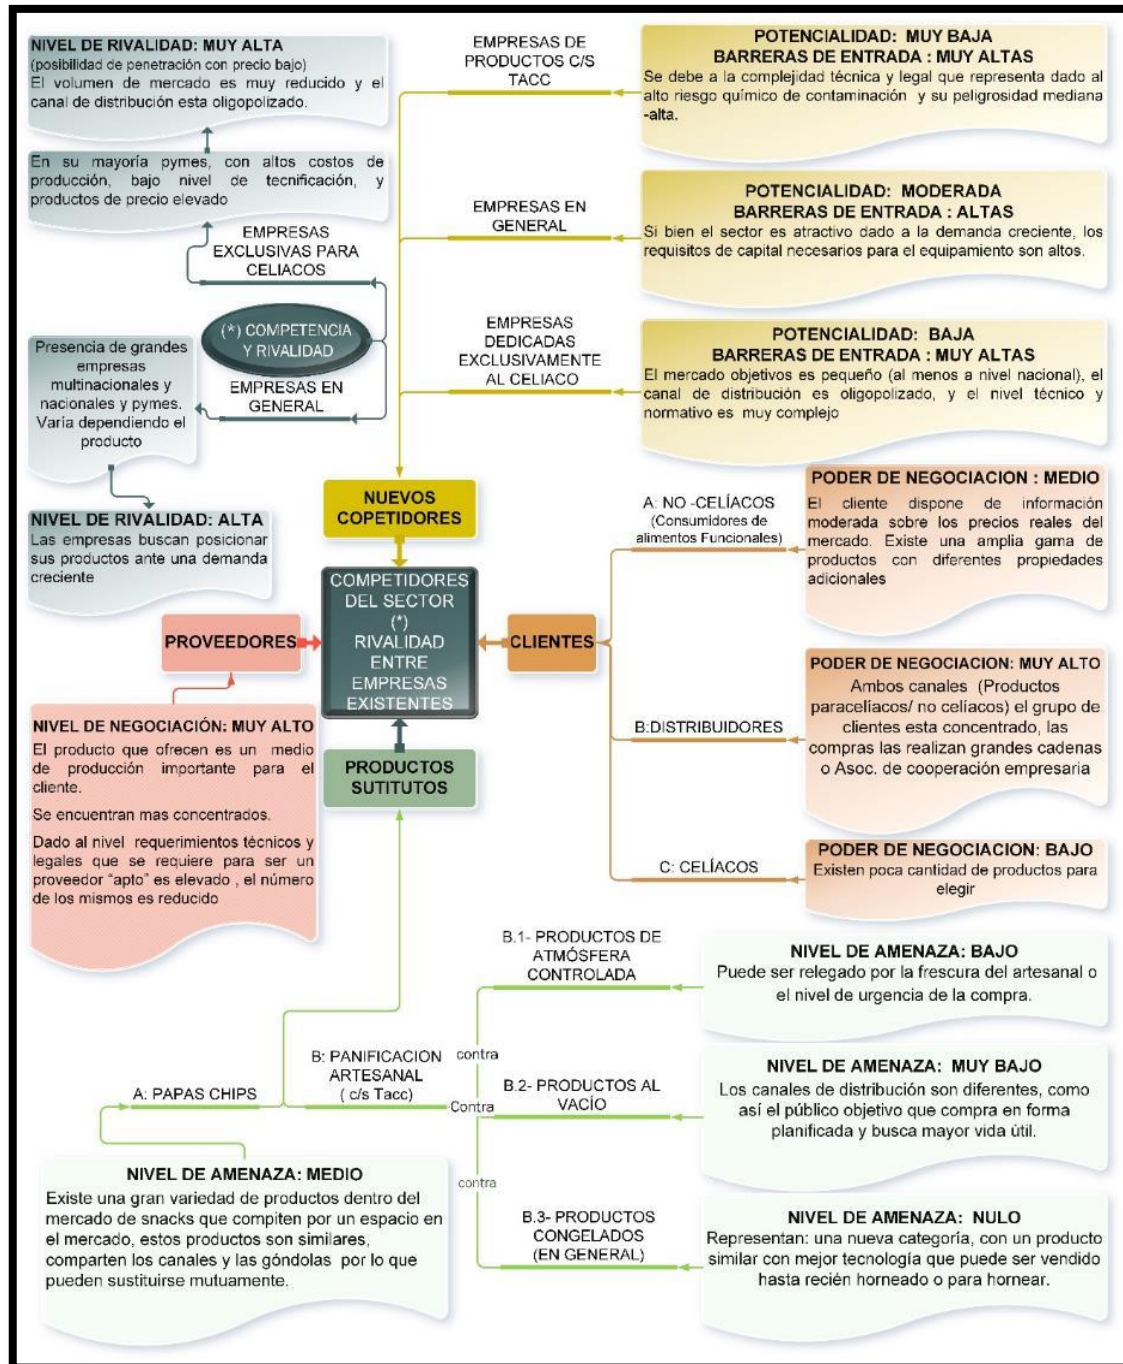 NIVEL DE RIVALIDAD: MUY ALTA
(posibilidad de penetración con precio bajo)
El volumen de mercado es muy reducido y el
canal de distribución esta oligopolizado.
En su mayoría pymes, con altos costos de
producción, bajo nivel de tecnificación, y
productos de precio elevado
EMPRESAS
EXCLUSIVAS PARA
CELIACOS
(*) COMPETENCIA
Y RIVALIDAD
EMPRESAS EN
GENERAL
Presencia de grandes
empresas
multinacionales y
nacionales y pymes.
Varía dependiendo el
producto
NIVEL DE RIVALIDAD: ALTA
Las empresas buscan posicionar
sus productos ante una demanda
creciente
EMPRESAS DE
PRODUCTOS C/S
TACC
POTENCIALIDAD: MUY BAJA
BARRERAS DE ENTRADA : MUY ALTAS
Se debe a la complejidad técnica y legal que representa dado al
alto riesgo químico de contaminación y su peligrosidad mediana
-alta.
EMPRESAS EN
GENERAL
POTENCIALIDAD: MODERADA
BARRERAS DE ENTRADA : ALTAS
Si bien el sector es atractivo dado a la demanda creciente, los
requisitos de capital necesarios para el equipamiento son altos.
EMPRESAS
DEDICADAS
EXCLUSIVAMENTE
AL CELIACO
POTENCIALIDAD: BAJA
BARRERAS DE ENTRADA : MUY ALTAS
El mercado objetivos es pequeño (al menos a nivel nacional), el
canal de distribución es oligopolizado, y el nivel técnico y
normativo es muy complejo
NUEVOS
COPETIDORES
COMPETIDORES
DEL SECTOR
(*)
RIVALIDAD
ENTRE
EMPRESAS
EXISTENTES
PROVEEDORES
CLIENTES
PRODUCTOS
SUTITUTOS
NIVEL DE NEGOCIACIÓN: MUY ALTO
El producto que ofrecen es un medio
de producción importante para el
cliente.
Se encuentran mas concentrados.
Dado al nivel requerimientos técnicos y
legales que se requiere para ser un
proveedor “apto” es elevado , el número
de los mismos es reducido
A: NO -CELÍACOS
(Consumidores de
alimentos Funcionales)
PODER DE NEGOCIACION : MEDIO
El cliente dispone de información
moderada sobre los precios reales del
mercado. Existe una amplia gama de
productos con diferentes propiedades
adicionales
B:DISTRIBUIDORES
PODER DE NEGOCIACION: MUY ALTO
Ambos canales (Productos
paracelíacos/ no celíacos) el grupo de
clientes esta concentrado, las
compras las realizan grandes cadenas
o Asoc. de cooperación empresaria
C: CELÍACOS
PODER DE NEGOCIACION: BAJO
Existen poca cantidad de productos para
elegir
B.1- PRODUCTOS DE
ATMÓSFERA
CONTROLADA
NIVEL DE AMENAZA: BAJO
Puede ser relegado por la frescura del artesanal o
el nivel de urgencia de la compra.
contra
A: PAPAS CHIPS
B: PANIFICACION
ARTESANAL
( c/s Tacc)
Contra
B.2- PRODUCTOS AL
VACÍO
NIVEL DE AMENAZA: MUY BAJO
Los canales de distribución son diferentes, como
así el público objetivo que compra en forma
planificada y busca mayor vida útil.
contra
NIVEL DE AMENAZA: MEDIO
Existe una gran variedad de productos dentro del
mercado de snacks que compiten por un espacio en
el mercado, estos productos son similares,
comparten los canales y las góndolas por lo que
pueden sustituirse mutuamente.
B.3- PRODUCTOS
CONGELADOS
(EN GENERAL)
NIVEL DE AMENAZA: NULO
Representan: una nueva categoría, con un producto
similar con mejor tecnología que puede ser vendido
hasta recién horneado o para hornear.